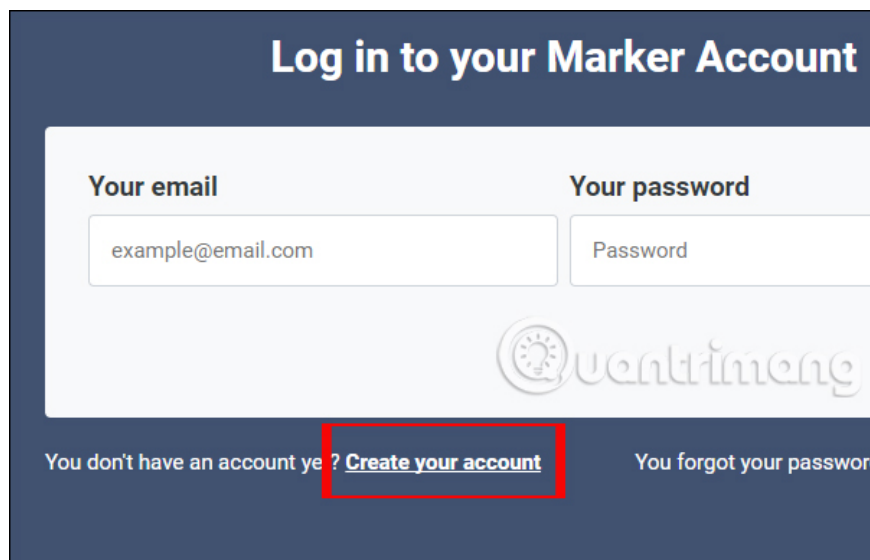 Log in to your Marker Account
Your email
Your password
example@email.com
Password
Quantrimang
You don't have an account ye ? Create your account
You forgot your passwor